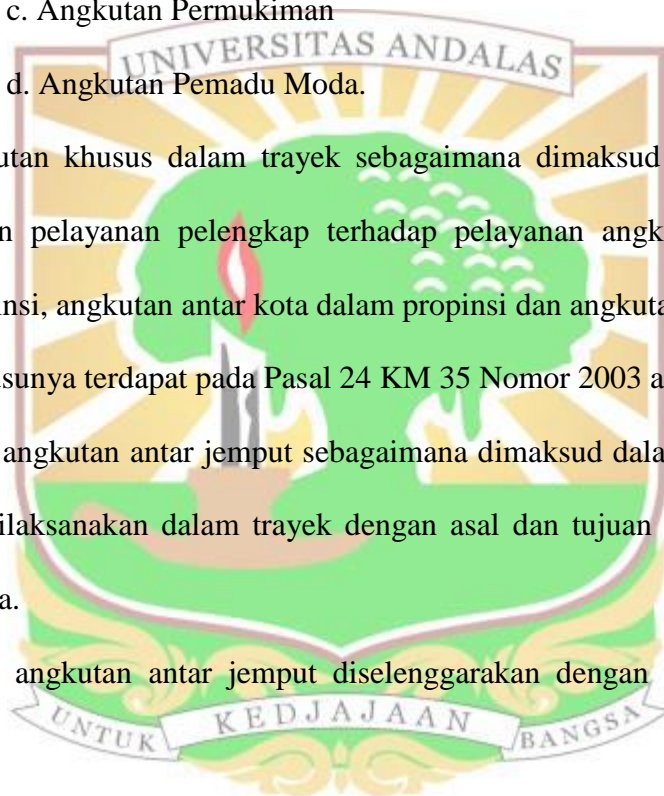 c. Angkutan Permukiman
UNIVERSITAS ANDALAS
d. Angkutan Pemadu Moda.
utan khusus dalam trayek sebagaimana dimaksud
n pelayanan pelengkap terhadap pelayanan angk
insi, angkutan antar kota dalam propinsi dan angkuta
usunya terdapat pada Pasal 24 KM 35 Nomor 2003 a
angkutan antar jemput sebagaimana dimaksud dala
ilaksanakan dalam trayek dengan asal dan tujuan
a.
angkutan antar jemput diselenggarakan dengan
UNTUK KEDJAJAAN BANGSA